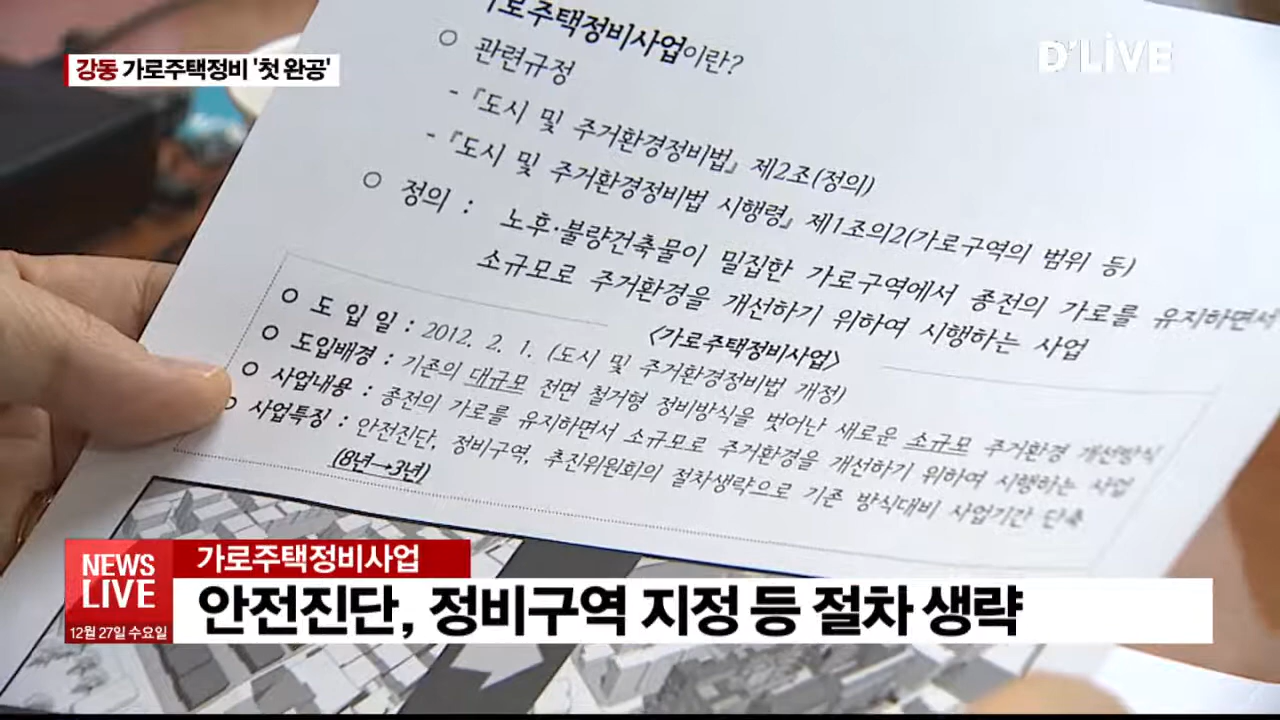 강동 가로주택정비 '첫 완공'
D'LIVE
가로주택정비사업이란?
○ 관련규정
- 『도시 및 주거환경정비법』 제2조(정의)
- 『도시 및 주거환경정비법 시행령』 제1조의2(가로구역의 범위 등)
○ 정의 : 노후·불량건축물이 밀집한 가로구역에서 종전의 가로를 유지하면서
소규모로 주거환경을 개선하기 위하여 시행하는 사업
<가로주택정비사업>
○ 도 입 일 : 2012. 2. 1. (도시 및 주거환경정비법 개정)
○ 도입배경 : 기존의 대규모 전면 철거형 정비방식을 벗어난 새로운 소규모 주거환경 개선방식
○ 사업내용 : 종전의 가로를 유지하면서 소규모로 주거환경을 개선하기 위하여 시행하는 사업
○ 사업특징 : 안전진단, 정비구역, 추진위원회의 절차생략으로 기존 방식대비 사업기간 단축
(8년→3년)
NEWS
LIVE
12월 27일 수요일
가로주택정비사업
안전진단, 정비구역 지정 등 절차 생략